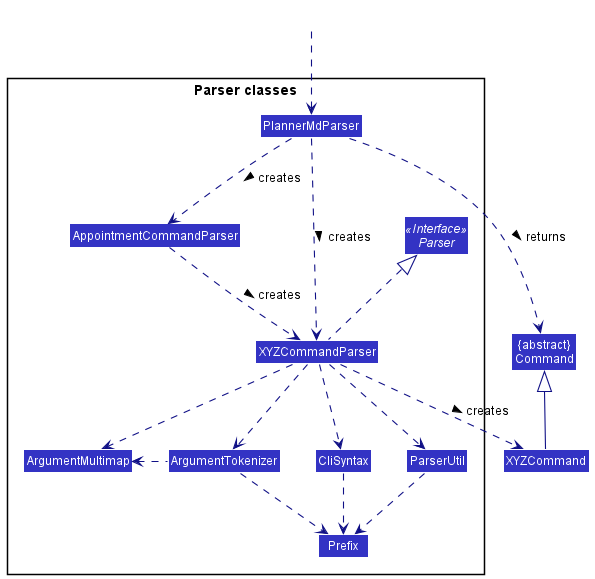 Parser classes
PlannerMdParser
creates
AppointmentCommandParser
«Interface»
Parser
creates
returns
creates
XYZCommandParser
{abstract}
Command
creates
ArgumentMultimap
ArgumentTokenizer
CliSyntax
ParserUtil
XYZCommand
Prefix